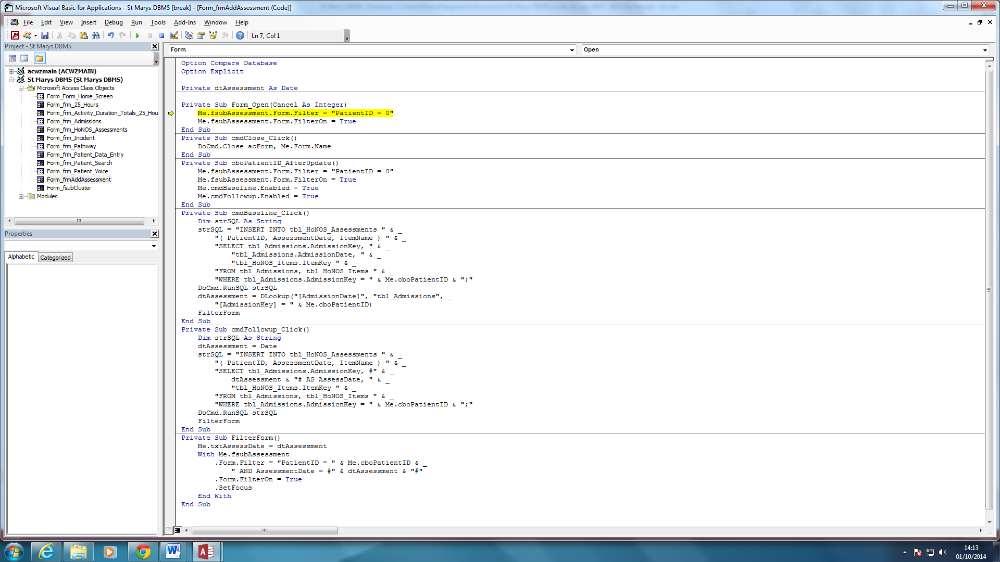 Microsoft Visual Basic for Applications - St Marys DBMS [break] - [Form_frmAddAssessment (Code)]
File Edit View Insert Debug Run Tools Add-Ins Window Help
Ln 7, Col 1
Project - St Marys DBMS
acwzmain (ACWZMAIN)
St Marys DBMS (St Marys DBMS)
Microsoft Access Class Objects
Form_Form_Home_Screen
Form_frm_25_Hours
Form_frm_Activity_Duration_Totals_25_Hou
Form_frm_Admissions
Form_frm_HoNOS_Assessments
Form_frm_Incident
Form_frm_Pathway
Form_frm_Patient_Data_Entry
Form_frm_Patient_Search
Form_frm_Patient_Voice
Form_frmAddAssessment
Form_fsubCluster
Modules
Properties
Alphabetic Categorized
Form Open
Option Compare Database
Option Explicit
Private dtAssessment As Date
Private Sub Form_Open(Cancel As Integer)
Me.fsubAssessment.Form.Filter = "PatientID = 0"
Me.fsubAssessment.Form.FilterOn = True
End Sub
Private Sub cmdClose_Click()
DoCmd.Close acForm, Me.Form.Name
End Sub
Private Sub cboPatientID_AfterUpdate()
Me.fsubAssessment.Form.Filter = "PatientID = 0"
Me.fsubAssessment.Form.FilterOn = True
Me.cmdBaseline.Enabled = True
Me.cmdFollowup.Enabled = True
End Sub
Private Sub cmdBaseline_Click()
Dim strSQL As String
strSQL = "INSERT INTO tbl_HoNOS_Assessments " & _
"( PatientID, AssessmentDate, ItemName ) " & _
"SELECT tbl_Admissions.AdmissionKey, " & _
"tbl_Admissions.AdmissionDate, " & _
"tbl_HoNOS_Items.ItemKey " & _
"FROM tbl_Admissions, tbl_HoNOS_Items " & _
"WHERE tbl_Admissions.AdmissionKey = " & Me.cboPatientID & ";"
DoCmd.RunSQL strSQL
dtAssessment = DLookup("[AdmissionDate]", "tbl_Admissions", _
"[AdmissionKey] = " & Me.cboPatientID)
FilterForm
End Sub
Private Sub cmdFollowup_Click()
Dim strSQL As String
dtAssessment = Date
strSQL = "INSERT INTO tbl_HoNOS_Assessments " & _
"( PatientID, AssessmentDate, ItemName ) " & _
"SELECT tbl_Admissions.AdmissionKey, #" & _
dtAssessment & "# AS AssessDate, " & _
"tbl_HoNOS_Items.ItemKey " & _
"FROM tbl_Admissions, tbl_HoNOS_Items " & _
"WHERE tbl_Admissions.AdmissionKey = " & Me.cboPatientID & ";"
DoCmd.RunSQL strSQL
FilterForm
End Sub
Private Sub FilterForm()
Me.txtAssessDate = dtAssessment
With Me.fsubAssessment
.Form.Filter = "PatientID = " & Me.cboPatientID & _
" AND AssessmentDate = #" & dtAssessment & "#"
.Form.FilterOn = True
.SetFocus
End With
End Sub
14:13
01/10/2014